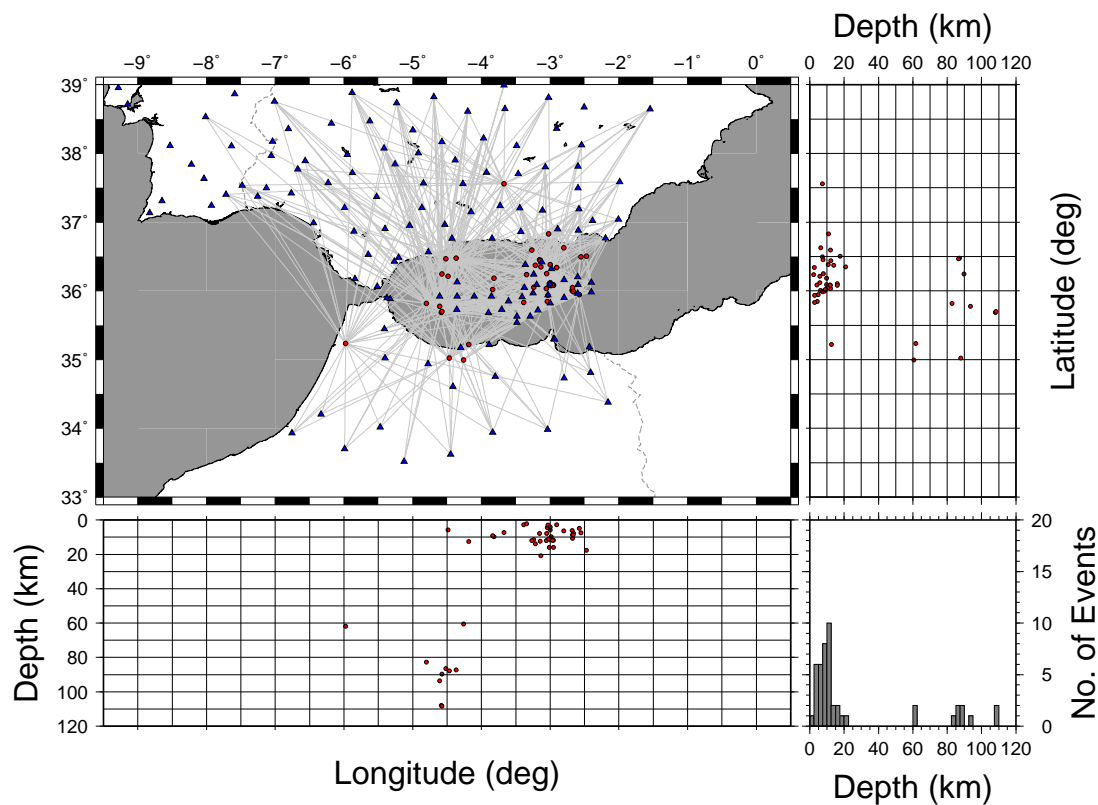 Depth (km)
−9˚ −8˚ −7˚ −6˚ −5˚ −4˚ −3˚ −2˚ −1˚ 0˚
0 20 40 60 80 100 120
39˚
38˚
37˚
36˚
35˚
34˚
33˚
Latitude (deg)
0
20
40
60
80
100
120
Depth (km)
Longitude (deg)
20
15
10
5
0
No. of Events
0 20 40 60 80 100 120
Depth (km)